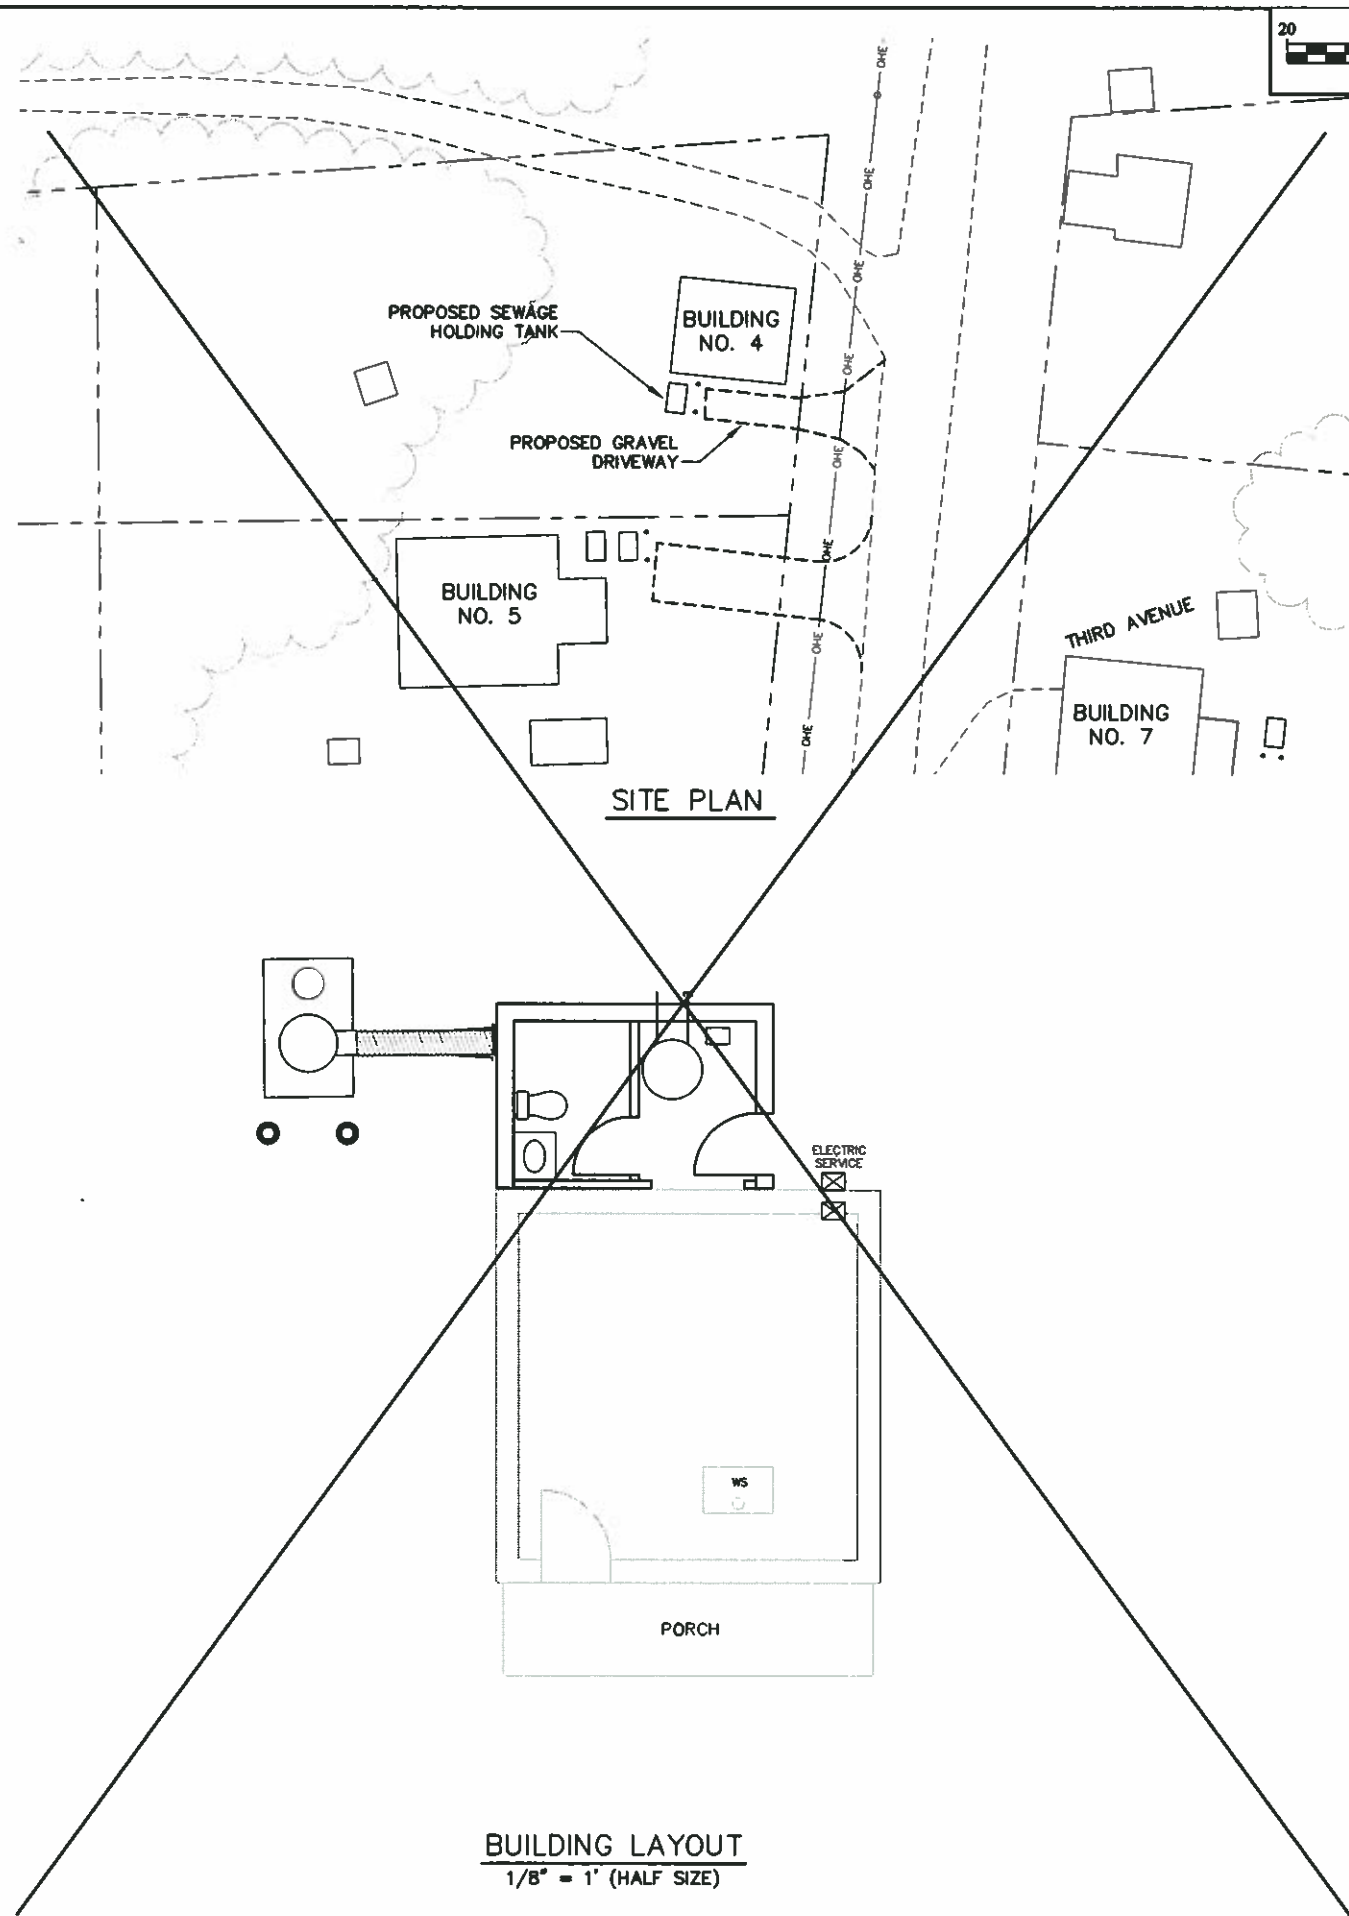 20
OHE
OHE
OHE
OHE
OHE
OHE
OHE
OHE
PROPOSED SEWAGE
HOLDING TANK
BUILDING
NO. 4
PROPOSED GRAVEL
DRIVEWAY
BUILDING
NO. 5
THIRD AVENUE
BUILDING
NO. 7
SITE PLAN
ELECTRIC
SERVICE
WS
PORCH
BUILDING LAYOUT
1/8" = 1' (HALF SIZE)